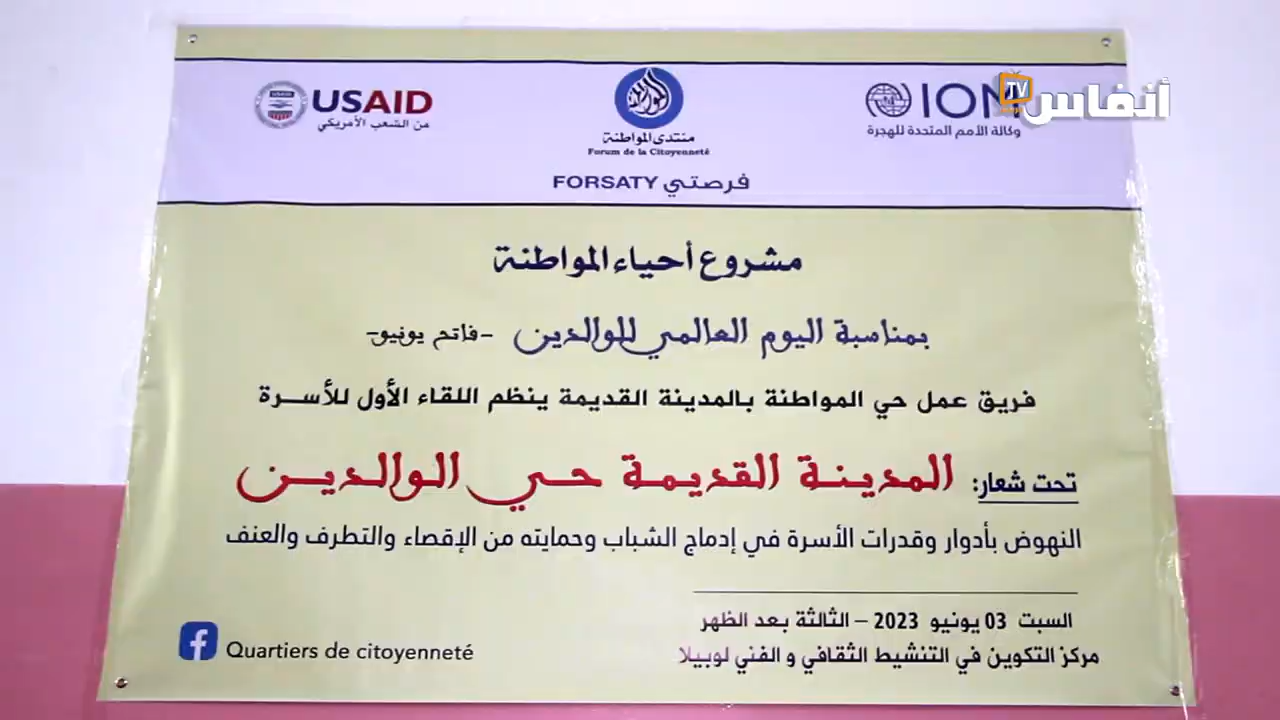 USAID
من الشعب الأمريكي
منتدى المواطنة
Forum de la Citoyenneté
IOM
وكالة الأمم المتحدة للهجرة
أنفاس TV
فرصتي FORSATY
مشروع أحياء المواطنة
بمناسبة اليوم العالمي للوالدين -فاتح يونيو-
فريق عمل حي المواطنة بالمدينة القديمة ينظم اللقاء الأول للأسرة
تحت شعار: المدينة القديمة حي الوالدين
النهوض بأدوار وقدرات الأسرة في إدماج الشباب وحمايته من الإقصاء والتطرف والعنف
السبت 03 يونيو 2023 – الثالثة بعد الظهر
مركز التكوين في التنشيط الثقافي و الفني لوبيلا
Quartiers de citoyenneté